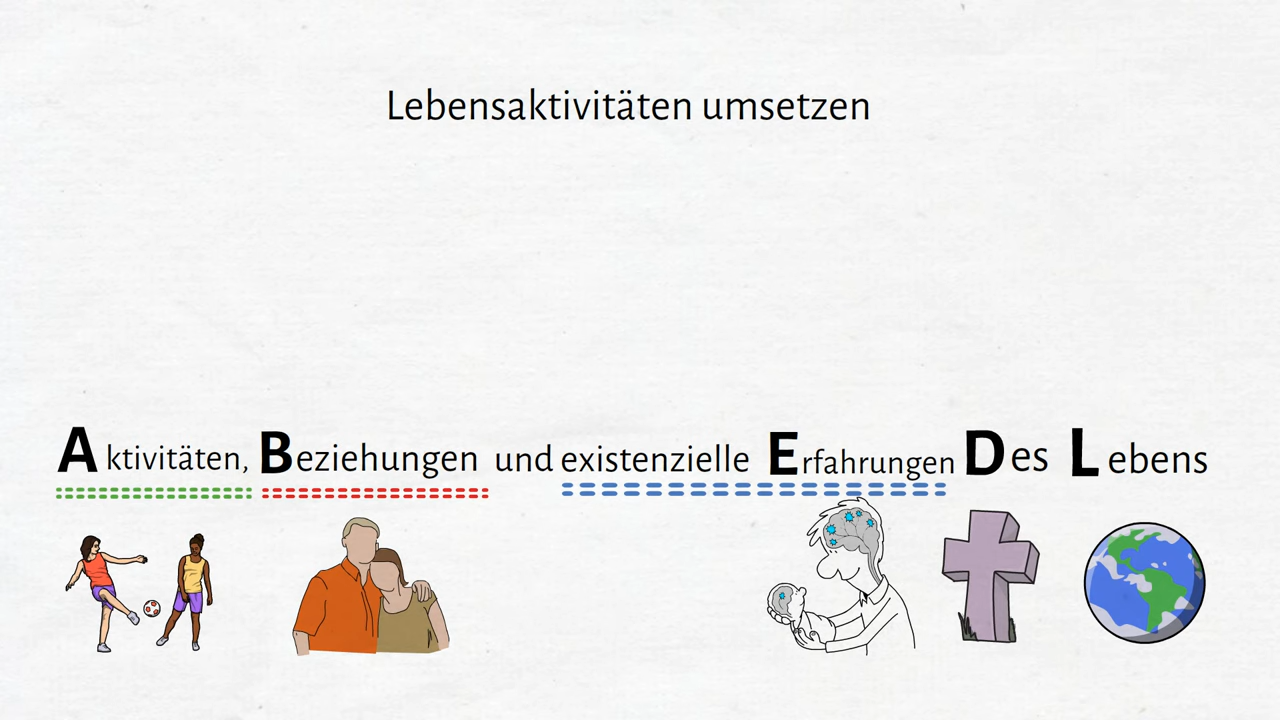 Lebensaktivitäten umsetzen
Aktivitäten, Beziehungen und existenzielle Erfahrungen Des Lebens